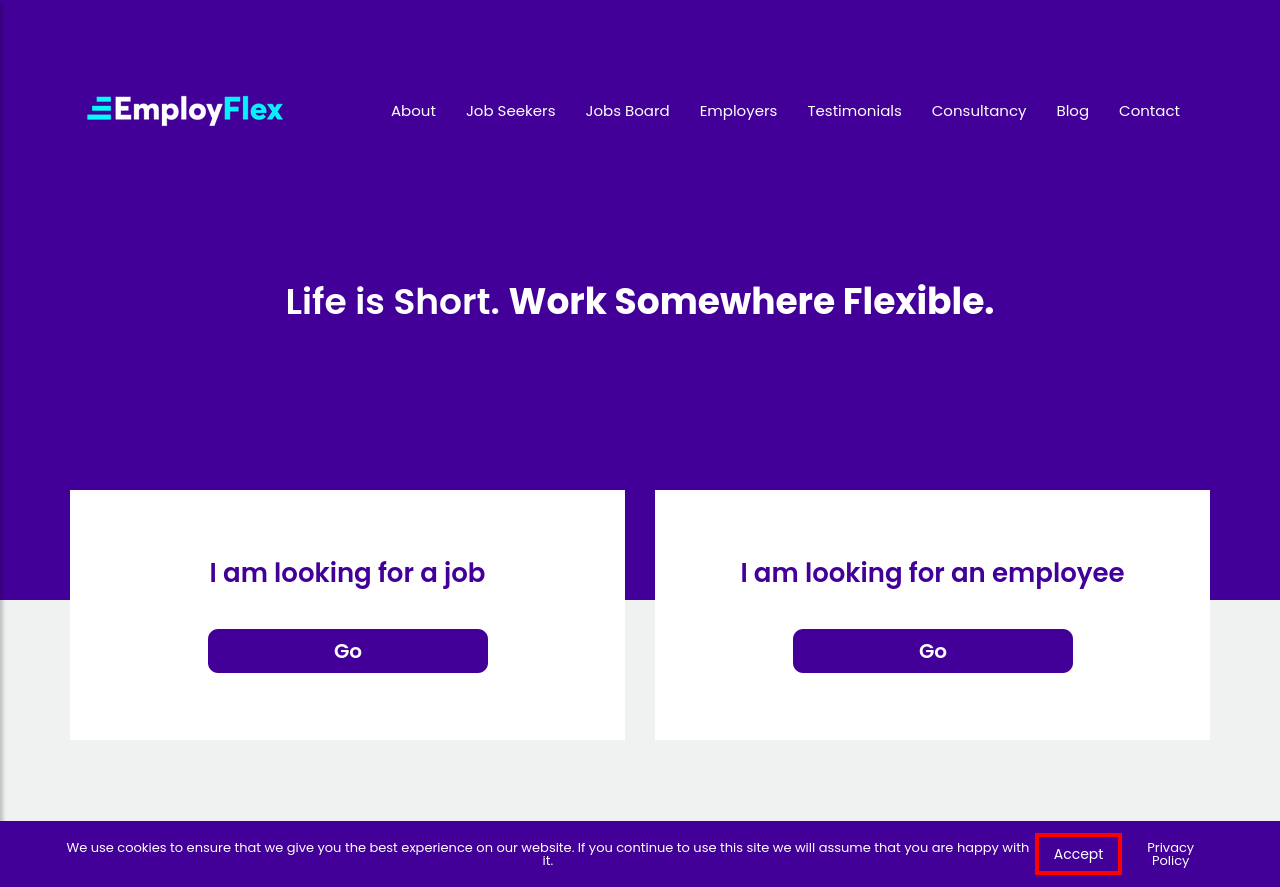 EmployFlex
About
Job Seekers
Jobs Board
Employers
Testimonials
Consultancy
Blog
Contact
Life is Short. Work Somewhere Flexible.
I am looking for a job
Go
I am looking for an employee
Go
We use cookies to ensure that we give you the best experience on our website. If you continue to use this site we will assume that you are happy with
it.
Accept
Privacy
Policy